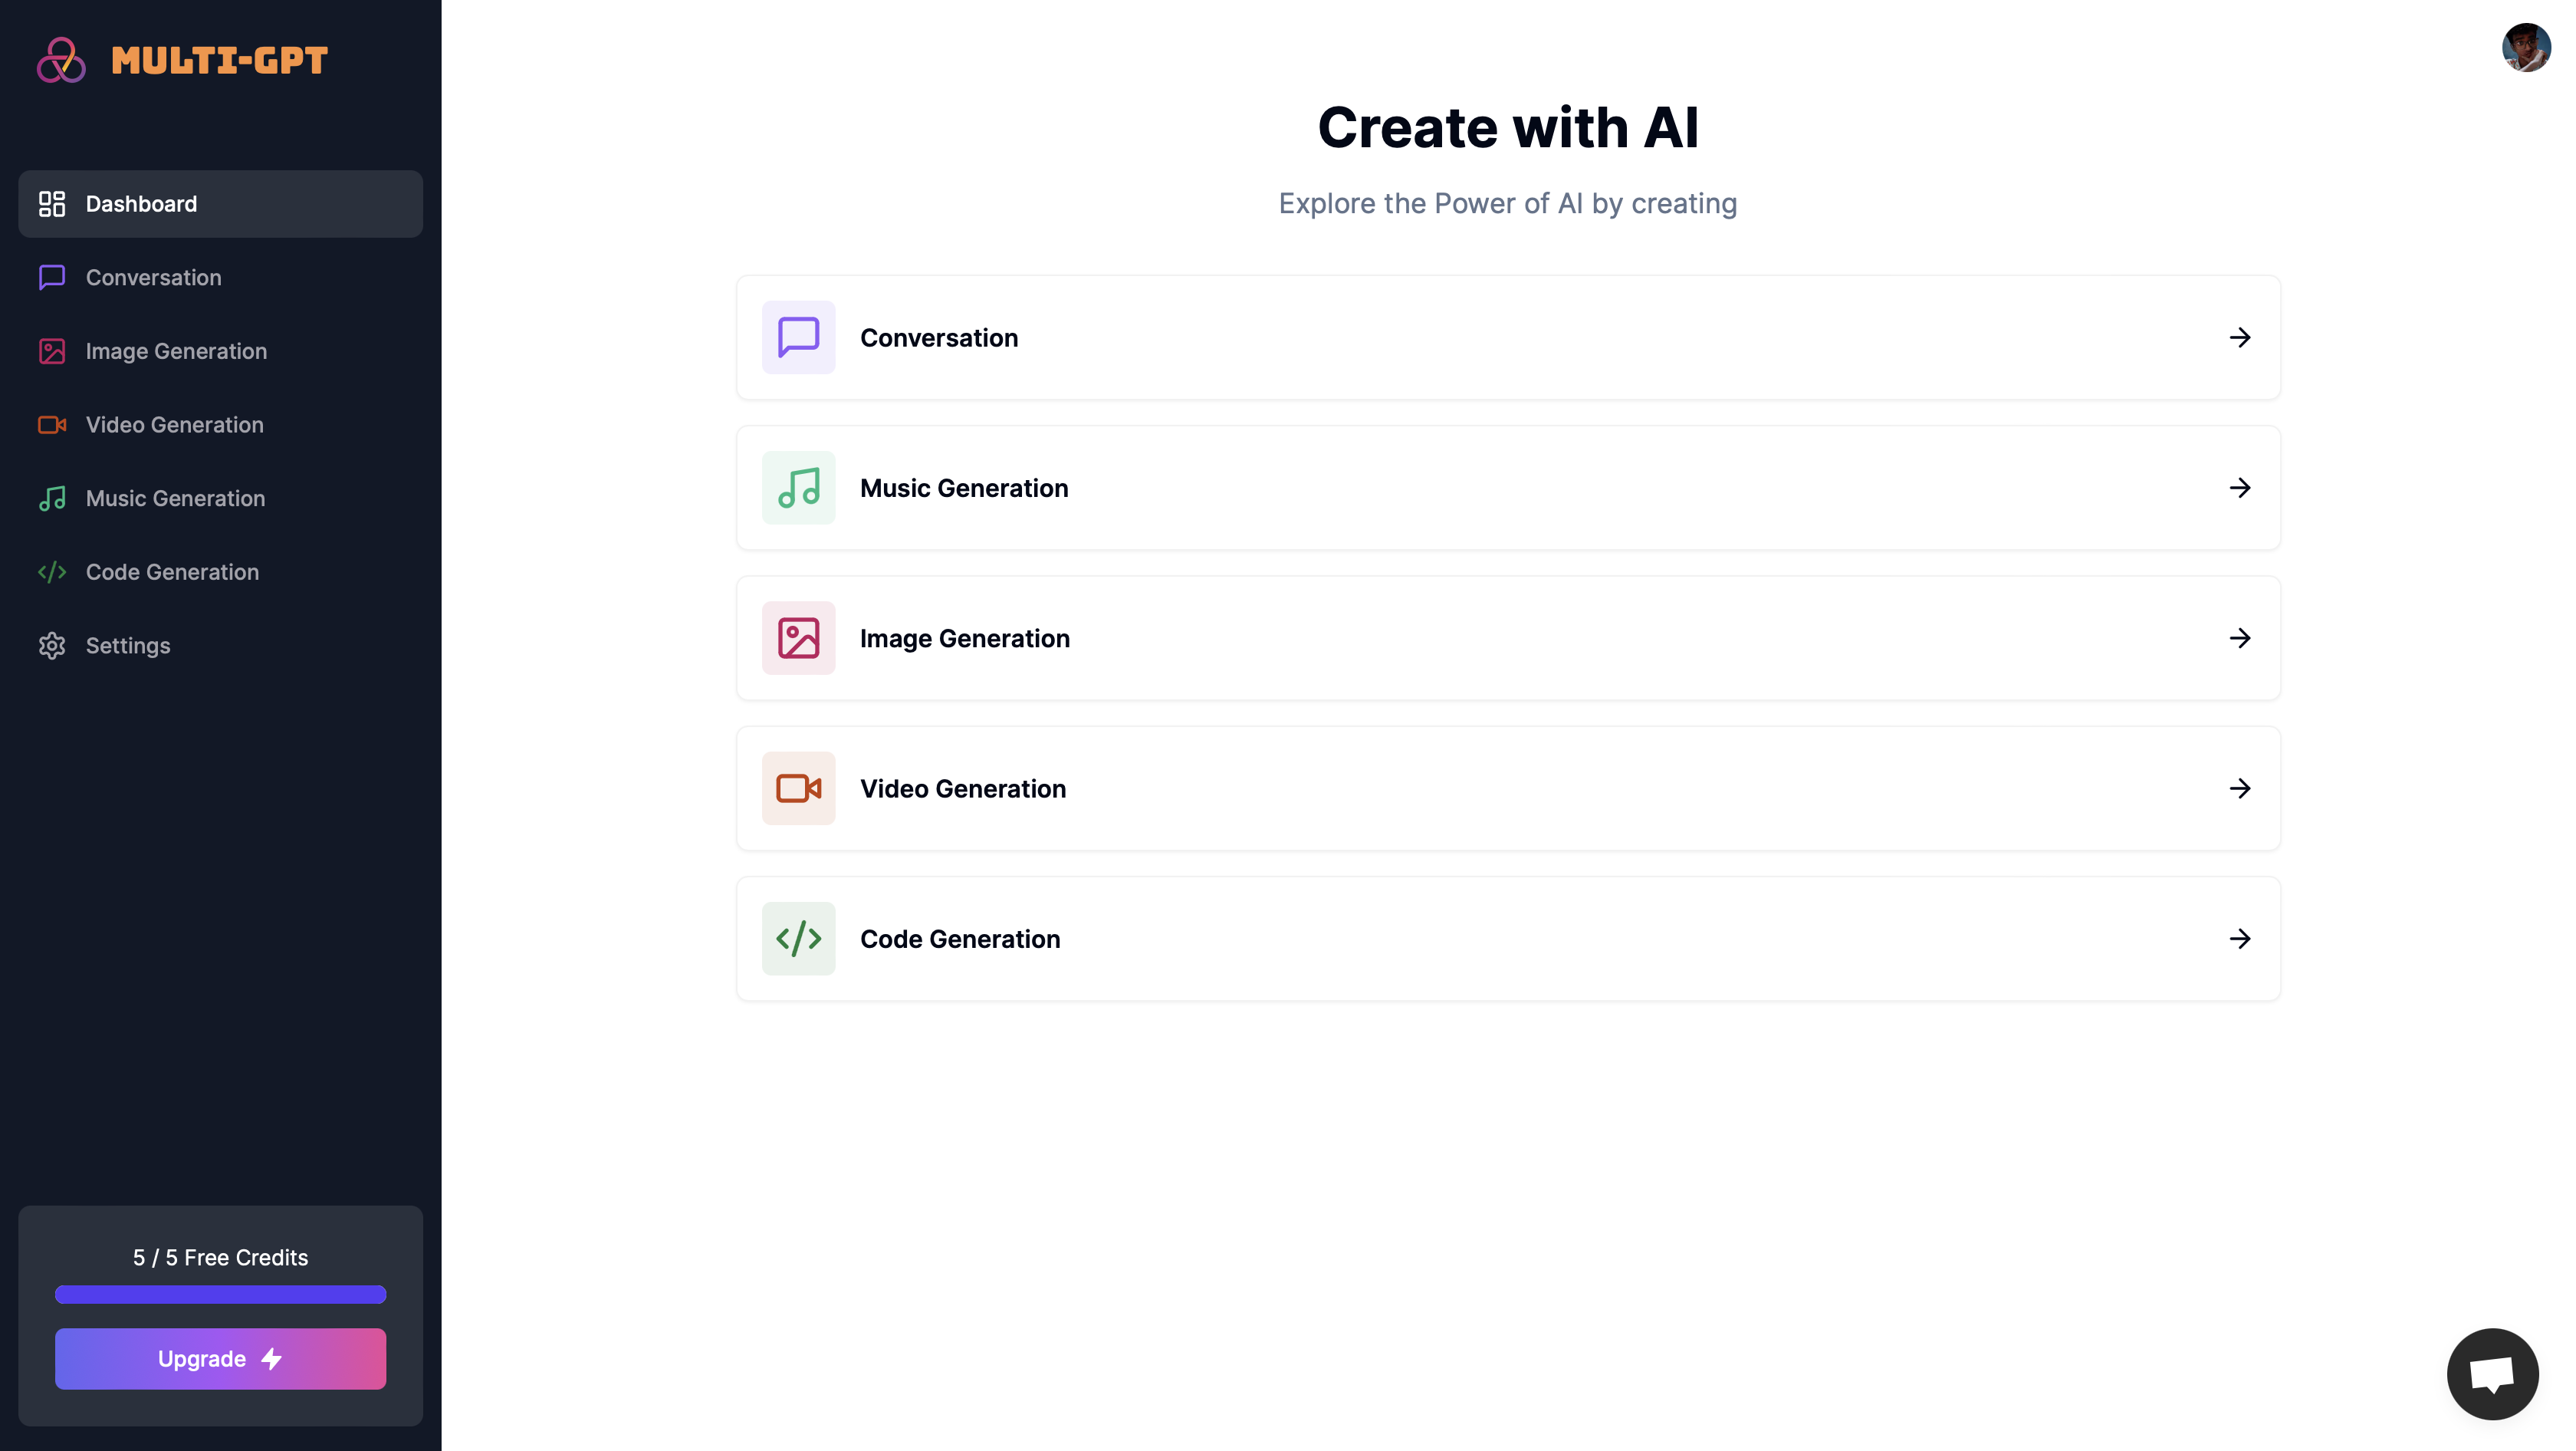 MULTI-GPT
Dashboard
Conversation
Image Generation
Video Generation
Music Generation
Code Generation
Settings
5 / 5 Free Credits
Upgrade
Create with AI
Explore the Power of AI by creating
Conversation
Music Generation
Image Generation
Video Generation
Code Generation